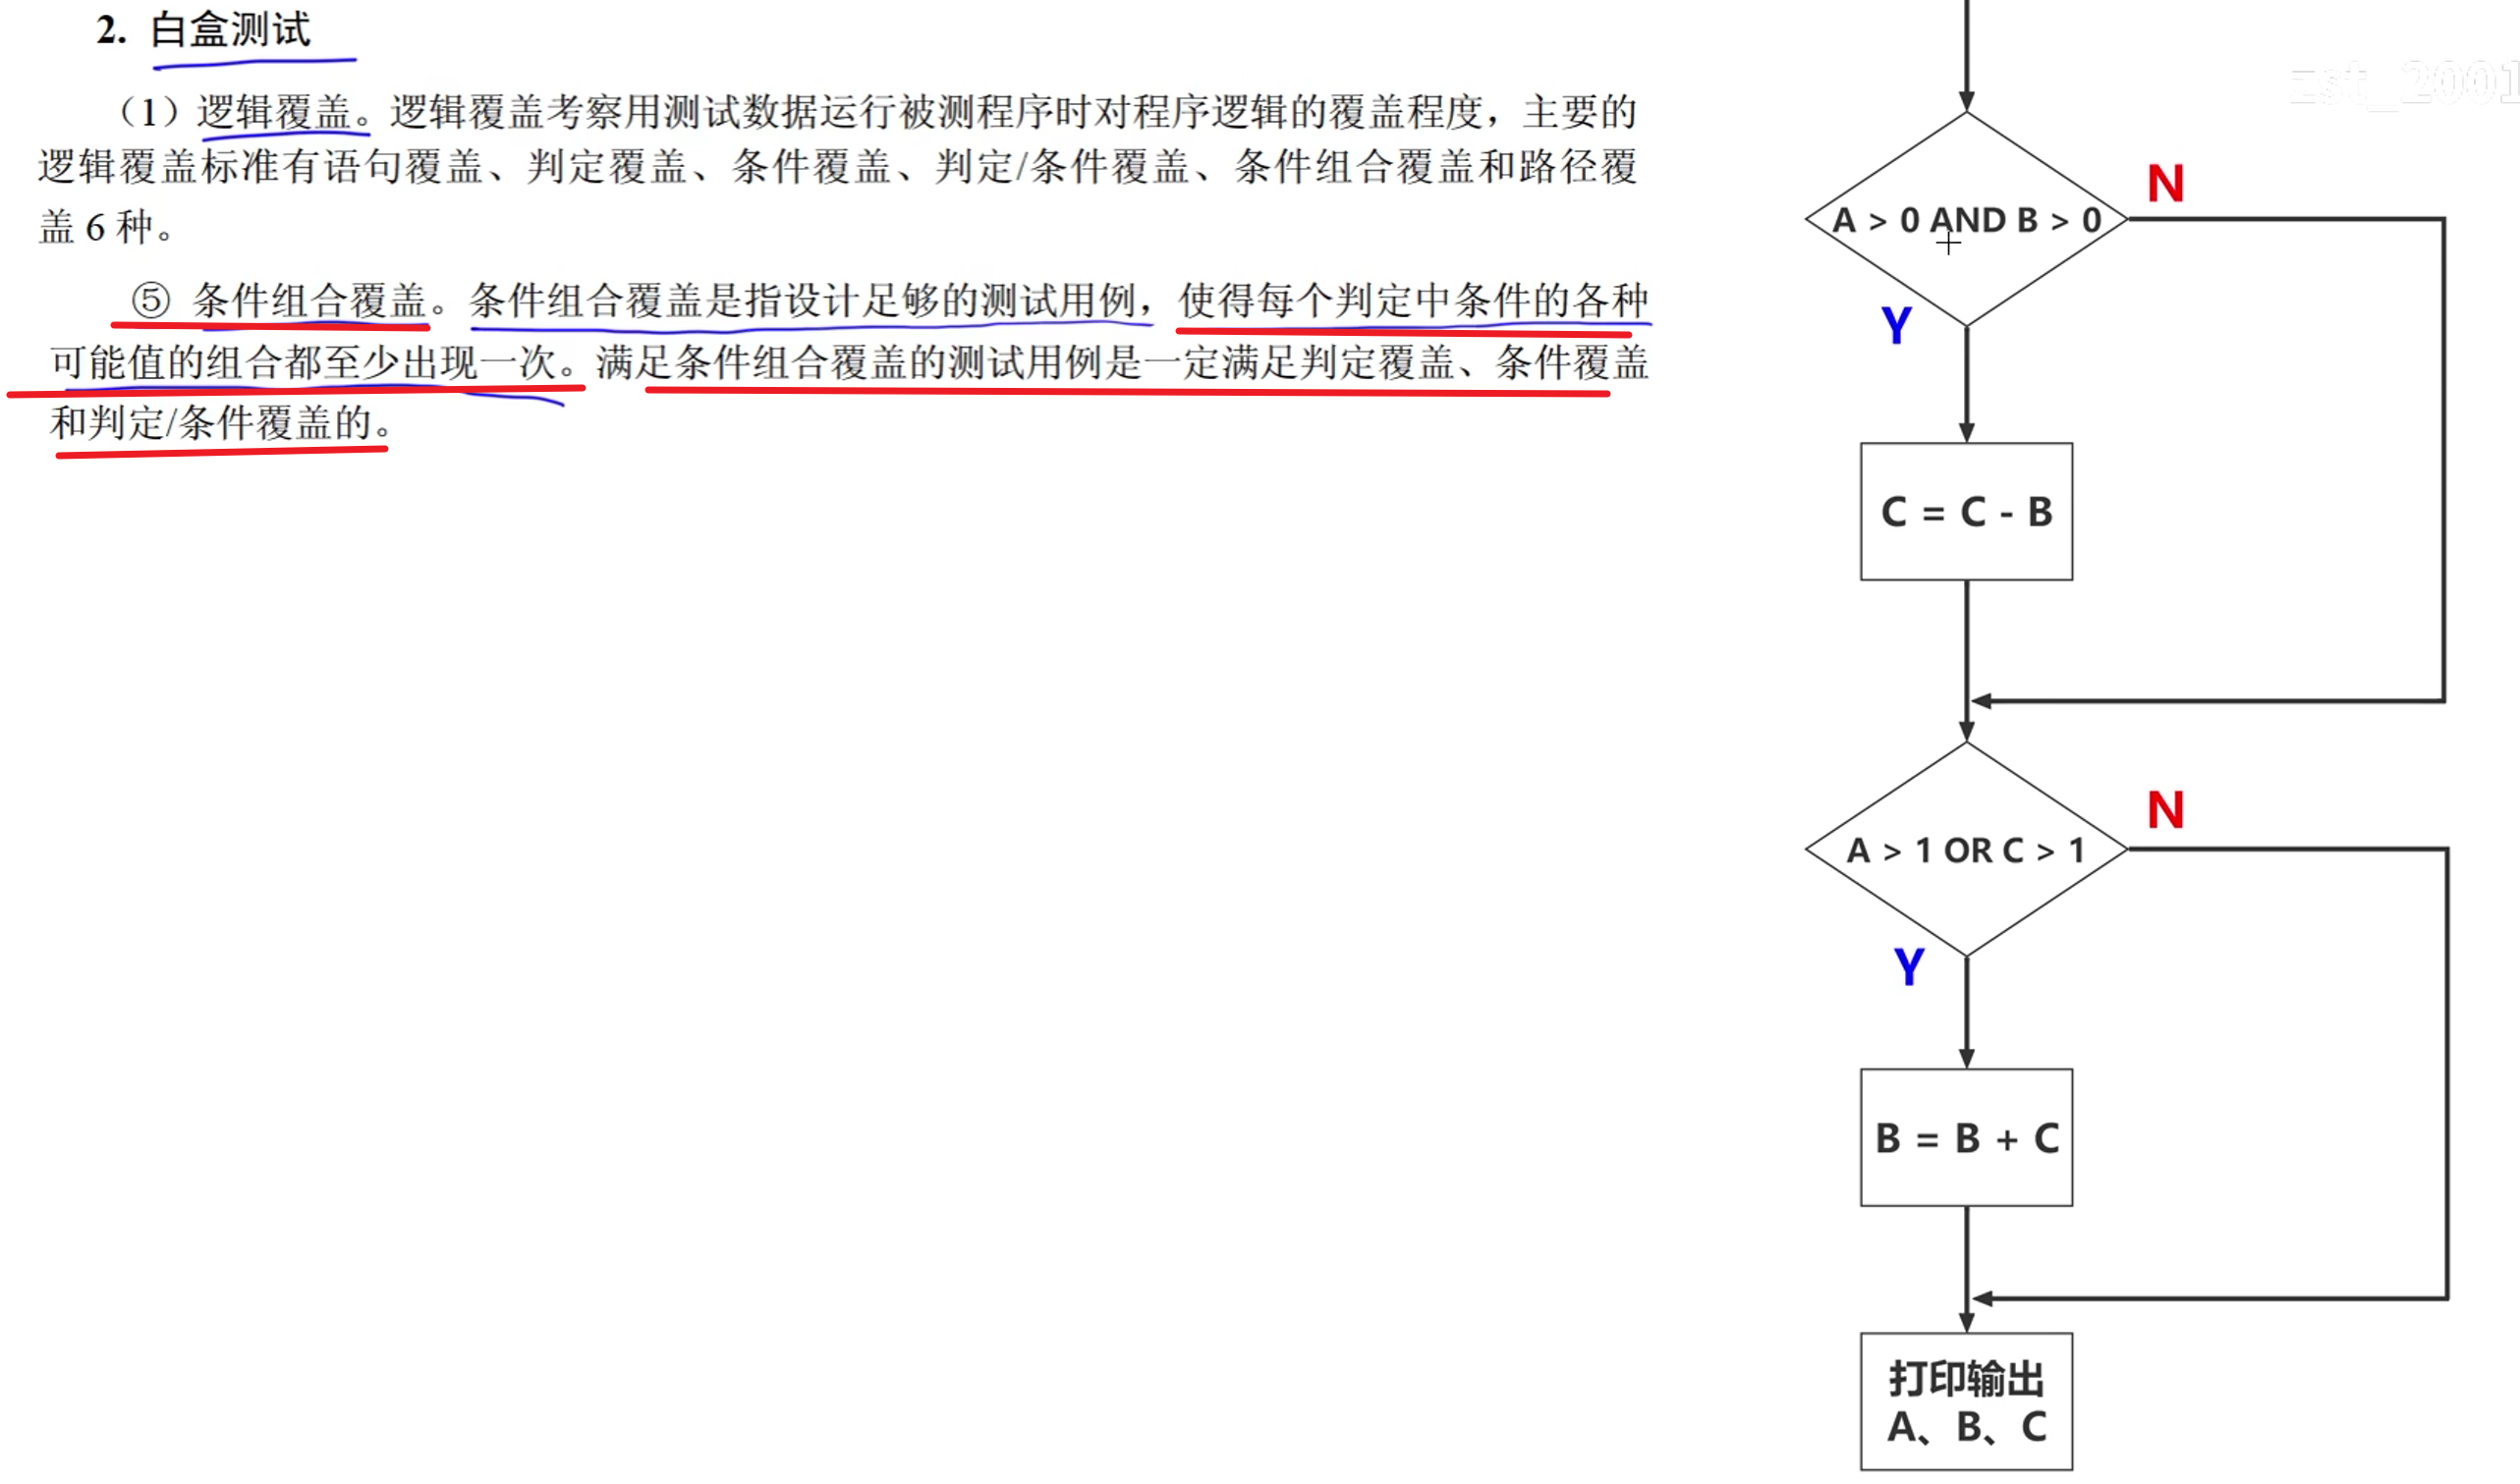 2. 白盒测试
（1）逻辑覆盖。逻辑覆盖考察用测试数据运行被测程序时对程序逻辑的覆盖程度，主要的
逻辑覆盖标准有语句覆盖、判定覆盖、条件覆盖、判定/条件覆盖、条件组合覆盖和路径覆
盖 6 种。
⑤ 条件组合覆盖。条件组合覆盖是指设计足够的测试用例，使得每个判定中条件的各种
可能值的组合都至少出现一次。满足条件组合覆盖的测试用例是一定满足判定覆盖、条件覆盖
和判定/条件覆盖的。
zst_2001
A > 0 AND B > 0
N
Y
C = C - B
A > 1 OR C > 1
N
Y
B = B + C
打印输出
A、B、C